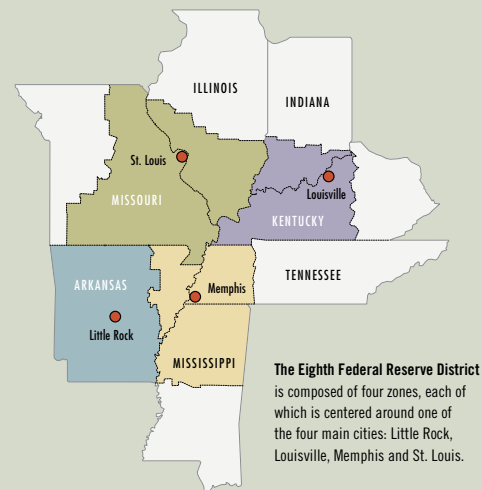 ILLINOIS
INDIANA
St. Louis
MISSOURI
Louisville
KENTUCKY
TENNESSEE
ARKANSAS
Memphis
Little Rock
MISSISSIPPI
The Eighth Federal Reserve District
is composed of four zones, each of
which is centered around one of
the four main cities: Little Rock,
Louisville, Memphis and St. Louis.